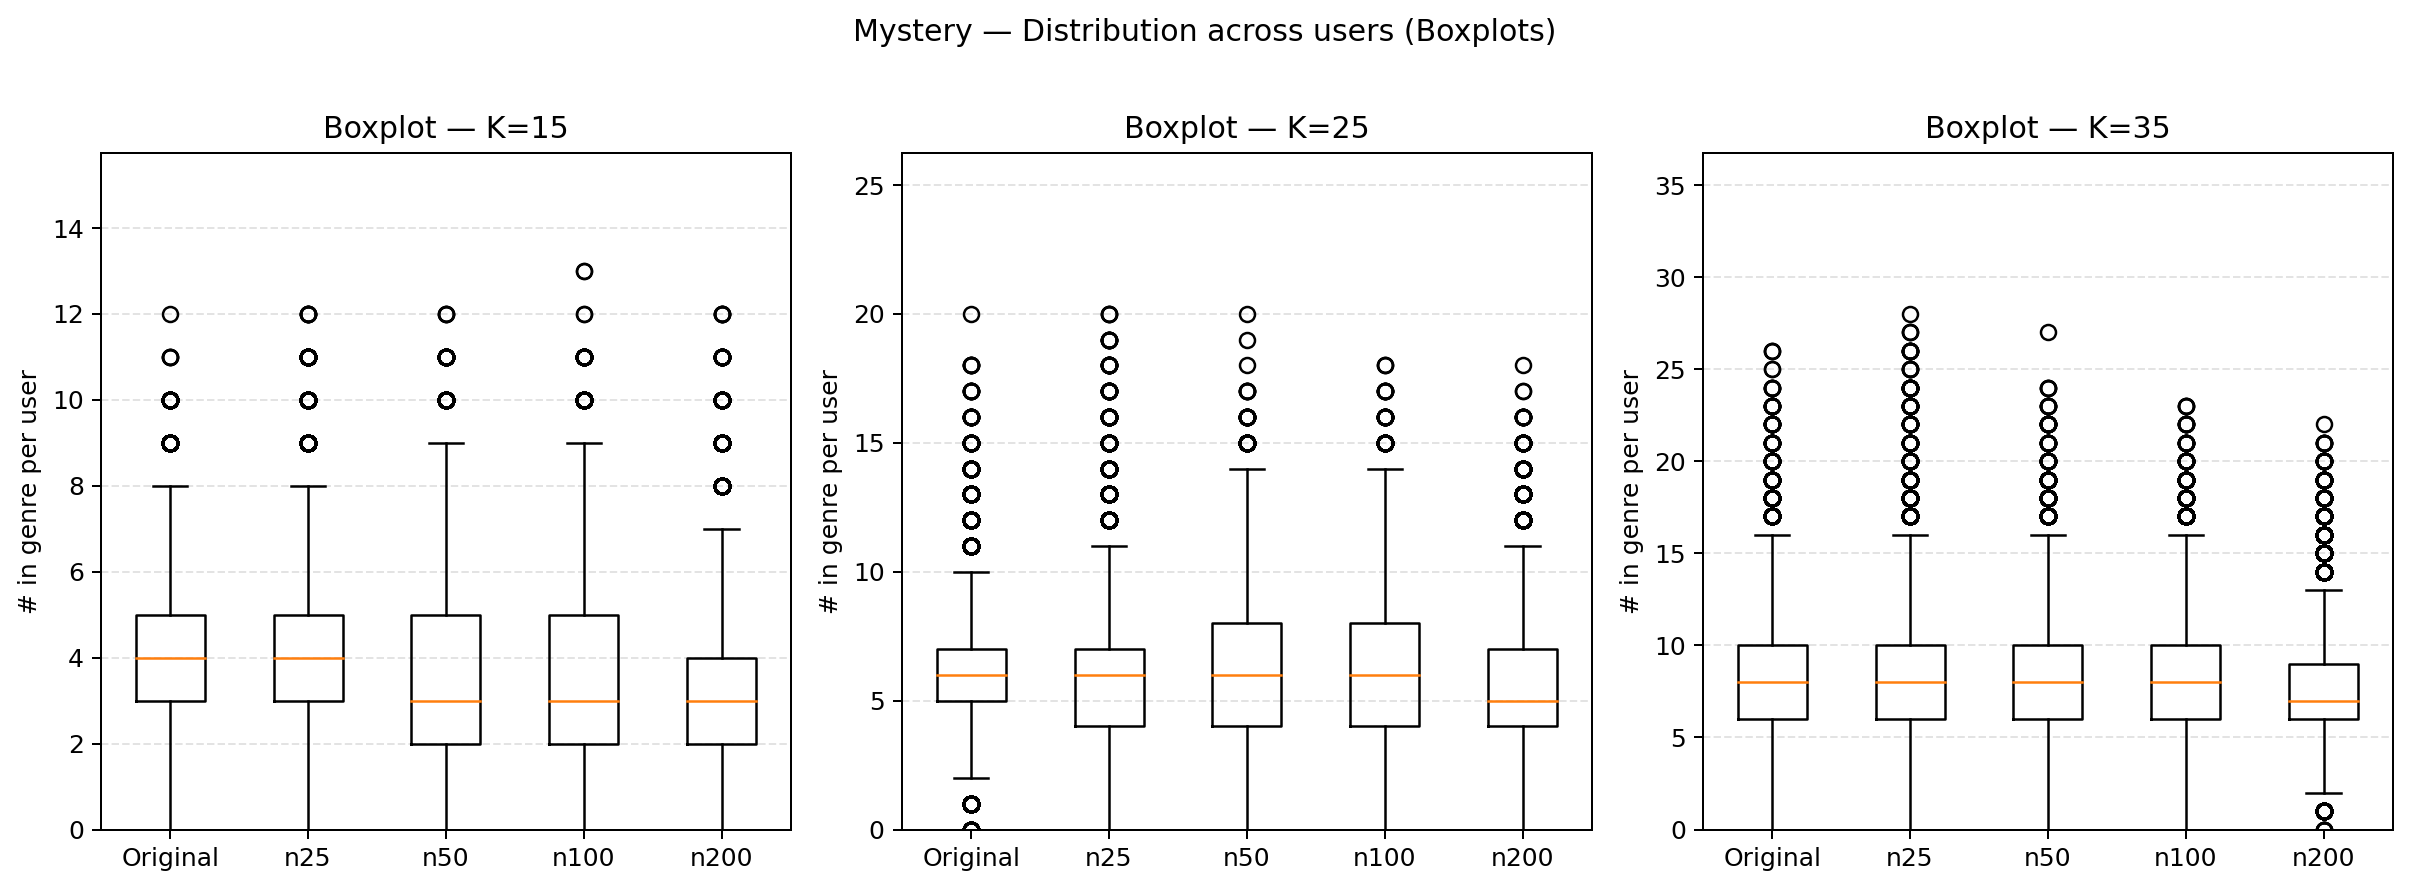 Mystery — Distribution across users (Boxplots)
Boxplot — K=15
# in genre per user
14
12
10
8
6
4
2
0
Original n25 n50 n100 n200
Boxplot — K=25
# in genre per user
25
20
15
10
5
0
Original n25 n50 n100 n200
Boxplot — K=35
# in genre per user
35
30
25
20
15
10
5
0
Original n25 n50 n100 n200